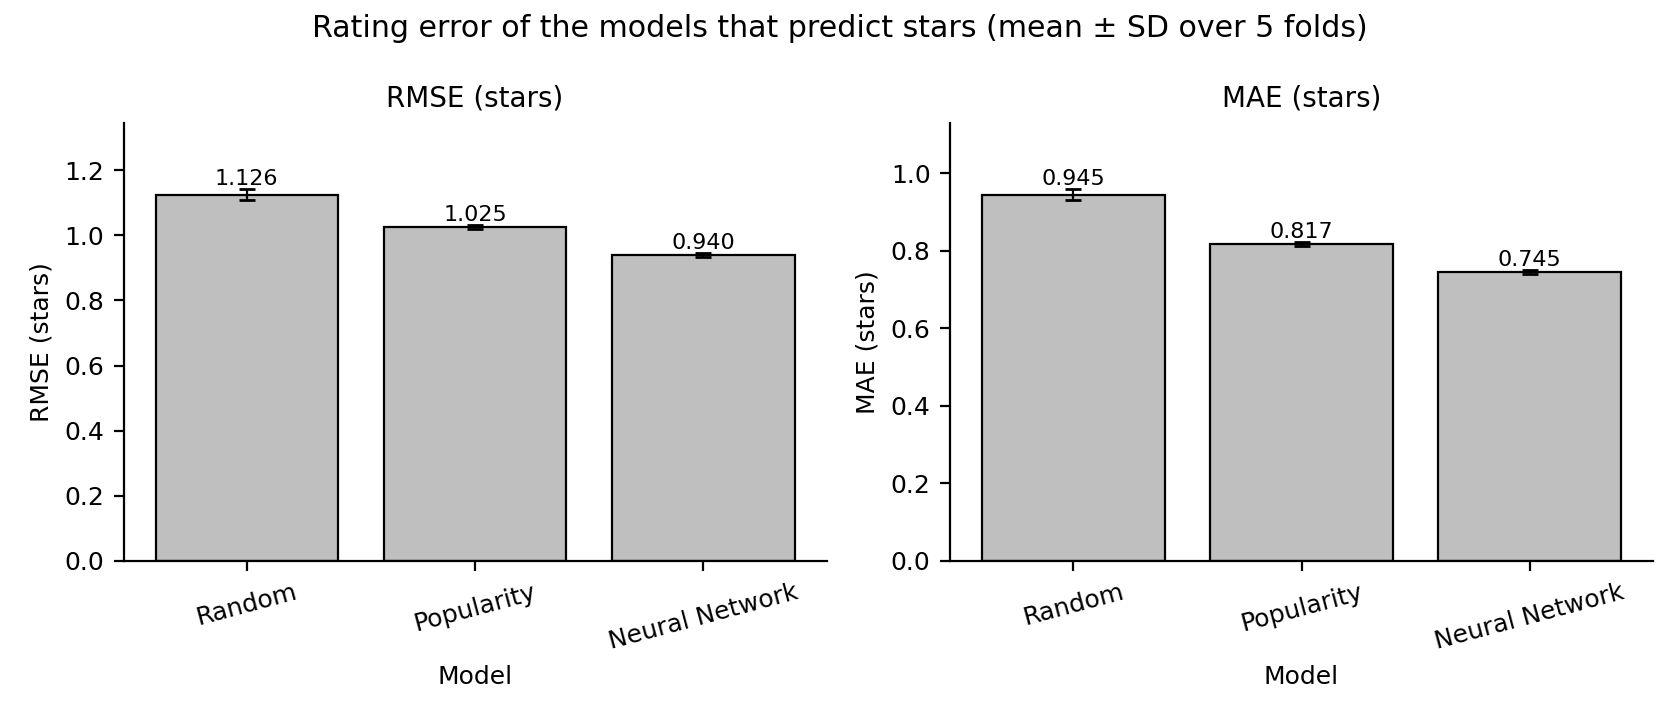 Rating error of the models that predict stars (mean ± SD over 5 folds)
RMSE (stars)
RMSE (stars)
1.2
1.0
0.8
0.6
0.4
0.2
0.0
1.126
1.025
0.940
Random
Popularity
Neural Network
Model
MAE (stars)
MAE (stars)
1.0
0.8
0.6
0.4
0.2
0.0
0.945
0.817
0.745
Random
Popularity
Neural Network
Model